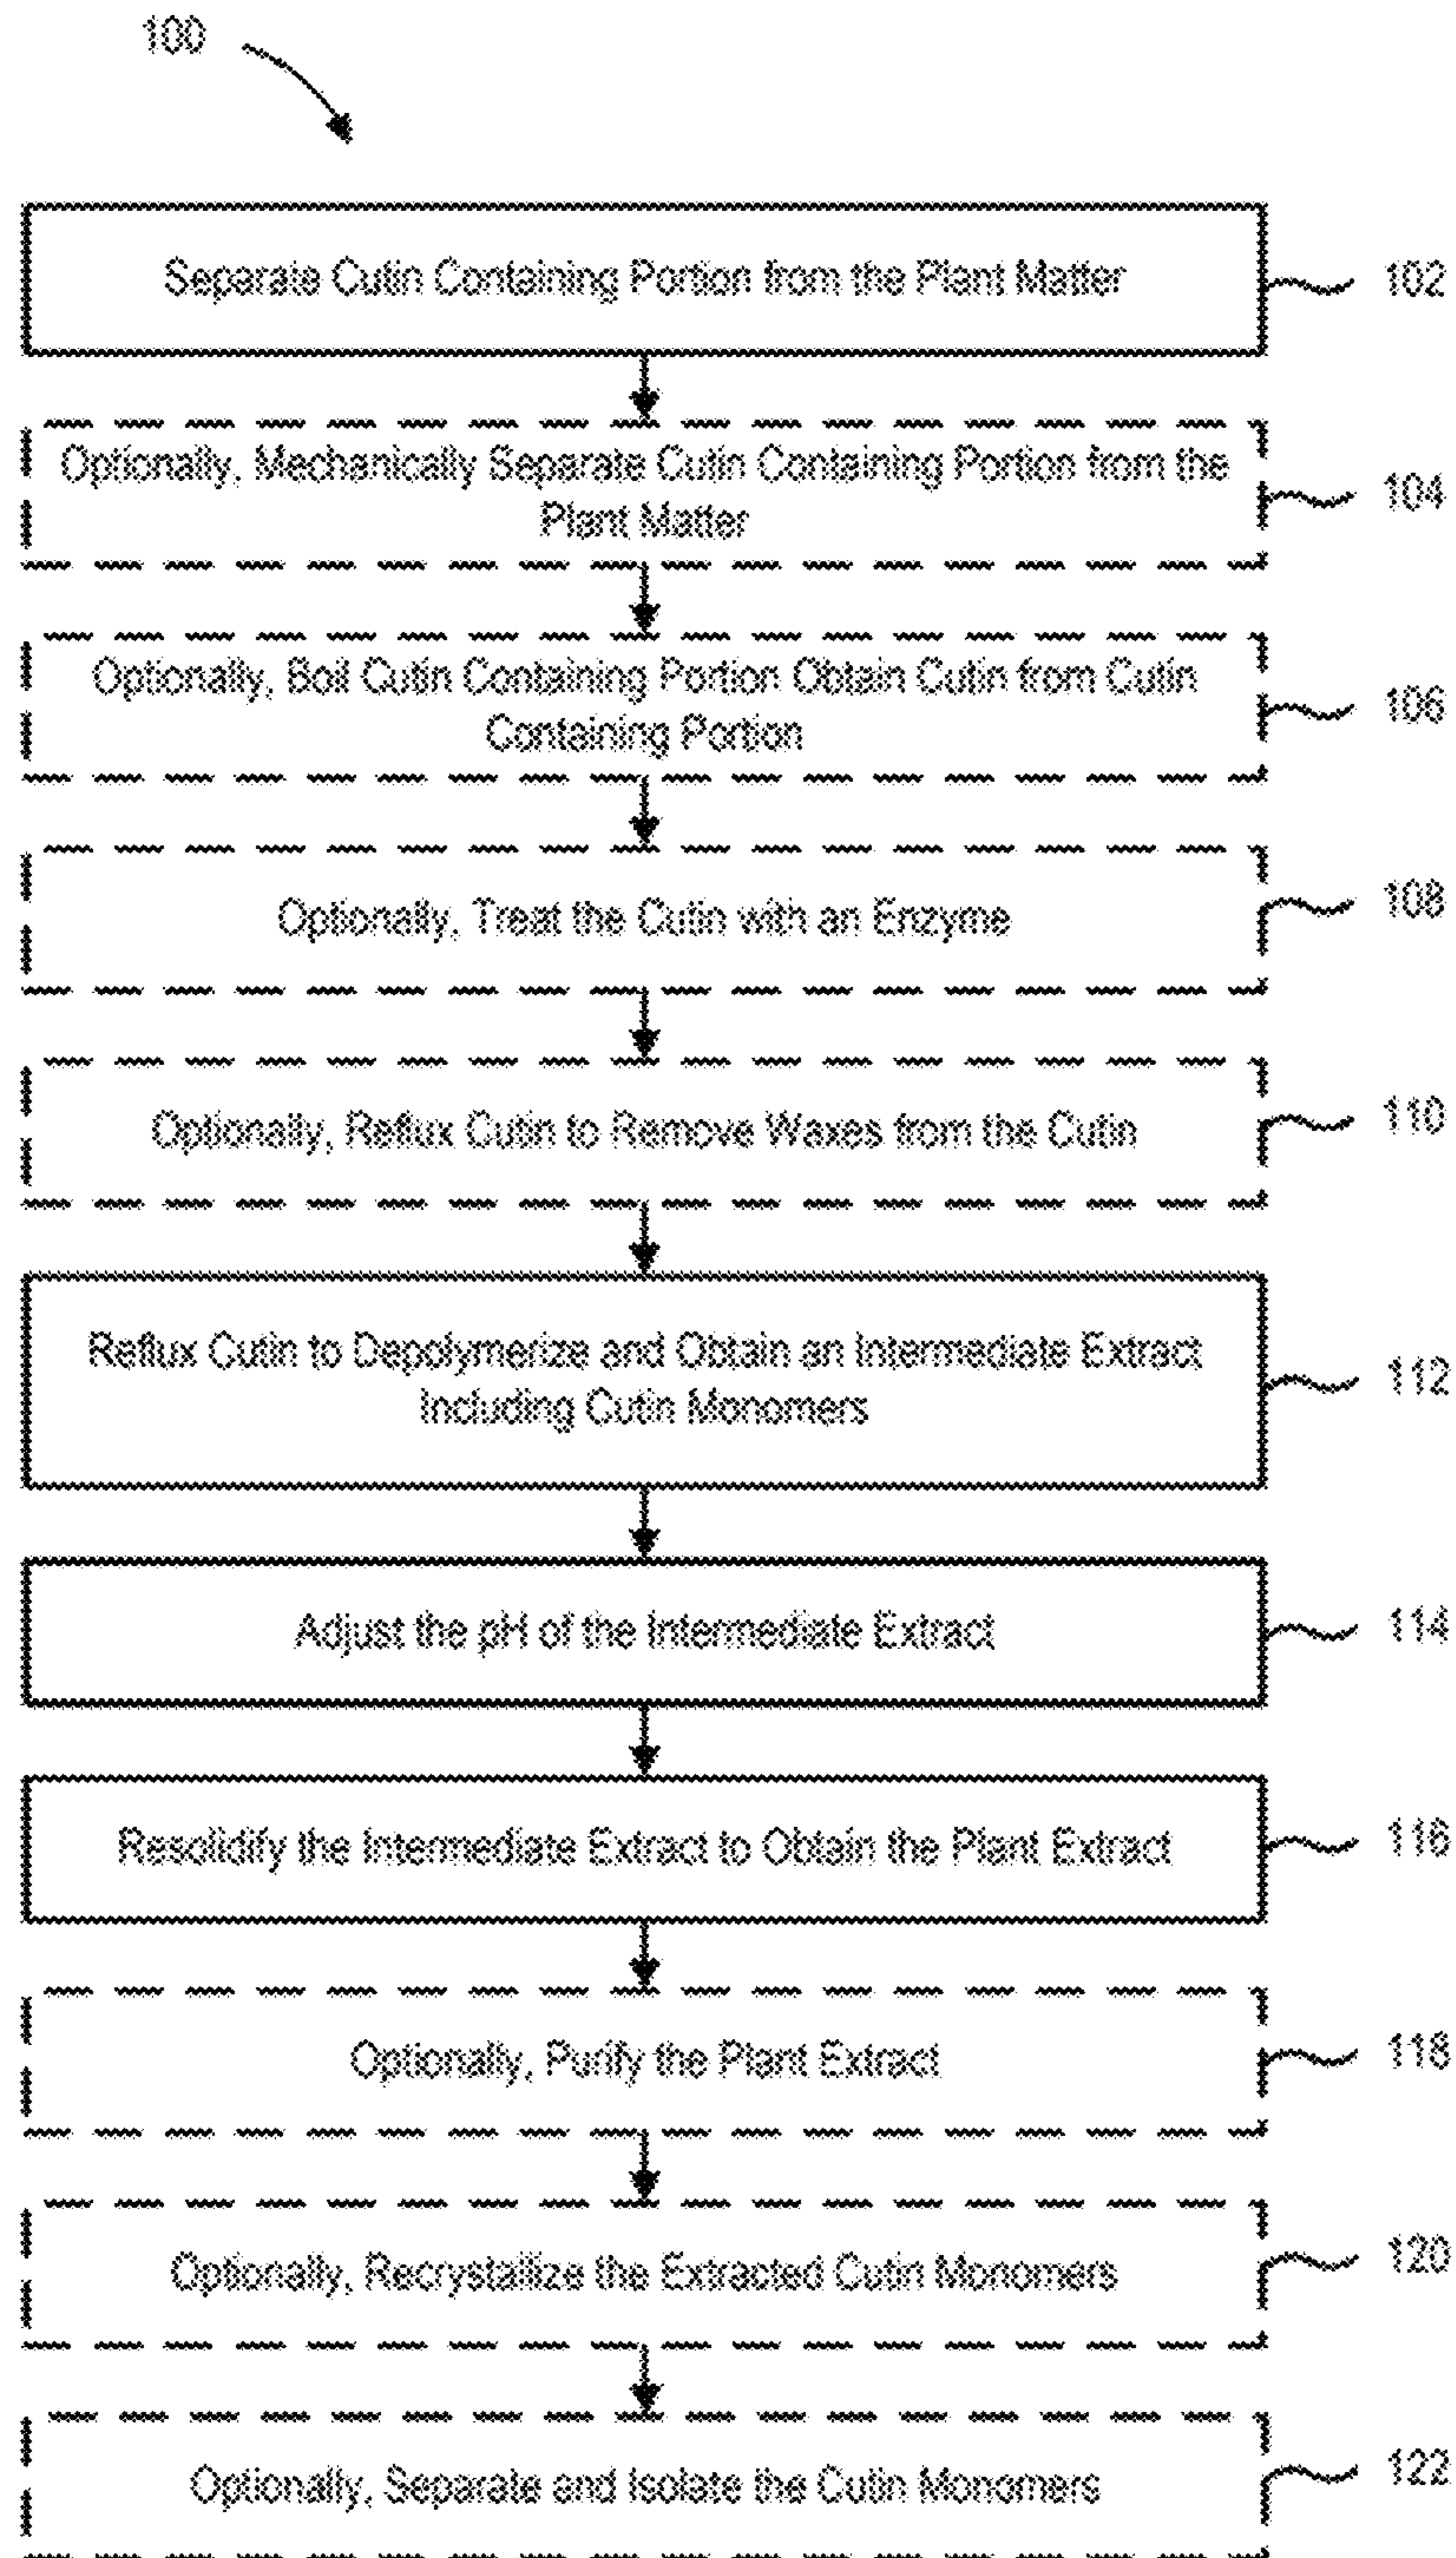 100
Separate Cutin Containing Portion from the Plant Matter
102
Optionally, Mechanically Separate Cutin Containing Portion from the
Plant Matter
104
Optionally, Boil Cutin Containing Portion Obtain Cutin from Cutin
Containing Portion
106
Optionally, Treat the Cutin with an Enzyme
108
Optionally, Reflux Cutin to Remove Waxes from the Cutin
110
Reflux Cutin to Depolymerize and Obtain an Intermediate Extract
Including Cutin Monomers
112
Adjust the pH of the Intermediate Extract
114
Resolidify the Intermediate Extract to Obtain the Plant Extract
116
Optionally, Purify the Plant Extract
118
Optionally, Recrystallize the Extracted Cutin Monomers
120
Optionally, Separate and Isolate the Cutin Monomers
122